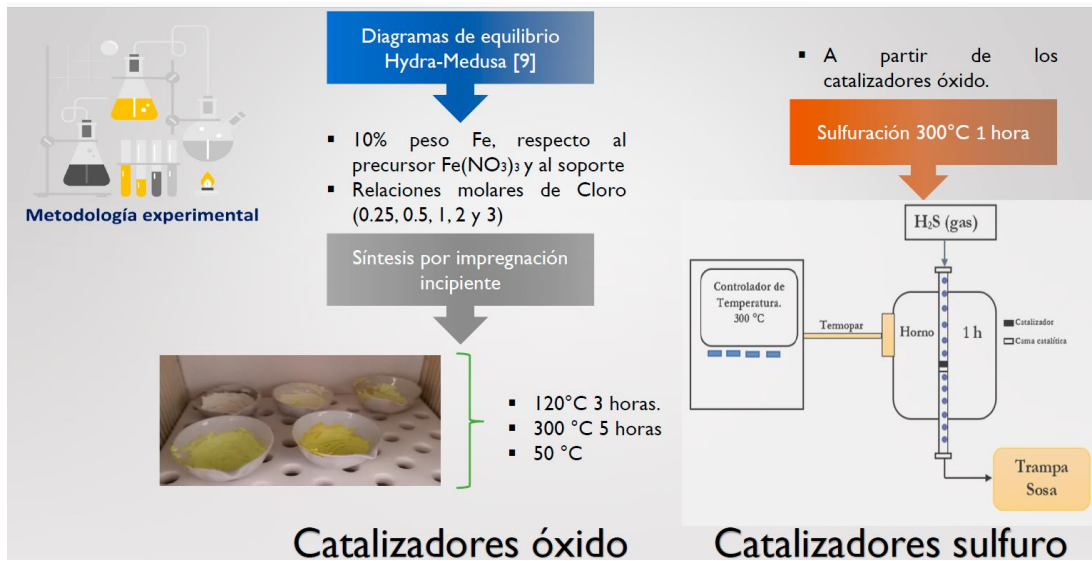 Metodología experimental
Diagramas de equilibrio
Hydra-Medusa [9]
▪ 10% peso Fe, respecto al
precursor Fe(NO₃)₃ y al soporte
▪ Relaciones molares de Cloro
(0.25, 0.5, 1, 2 y 3)
Síntesis por impregnación
incipiente
▪ 120°C 3 horas.
▪ 300 °C 5 horas
▪ 50 °C
Catalizadores óxido
▪ A partir de los
catalizadores óxido.
Sulfuración 300°C 1 hora
H₂S (gas)
Controlador de
Temperatura.
300 °C
Termopar
Horno
1 h
Catalizador
Cama catalítica
Trampa
Sosa
Catalizadores sulfuro